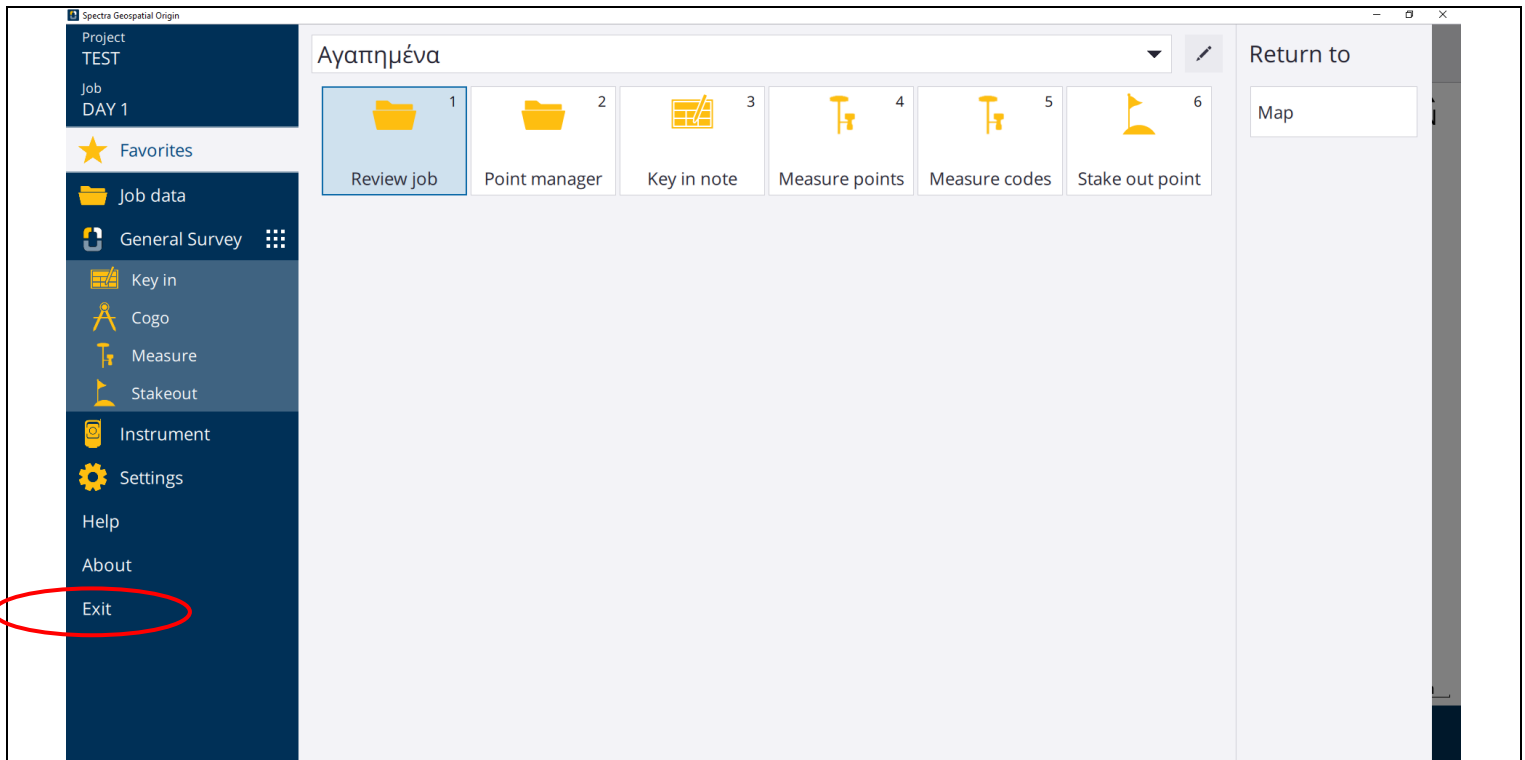 Spectra Geospatial Origin
Project
TEST
Job
DAY 1
Favorites
Job data
General Survey
Key in
Cogo
Measure
Stakeout
Instrument
Settings
Help
About
Exit
Αγαπημένα
1
Review job
2
Point manager
3
Key in note
4
Measure points
5
Measure codes
6
Stake out point
Return to
Map